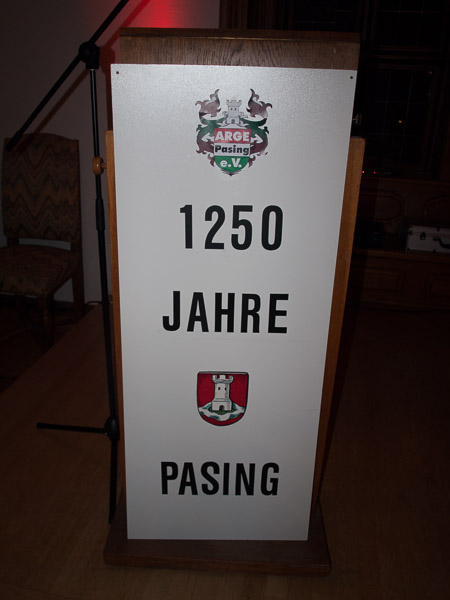 ARGE
Pasing
e.V.
1250
JAHRE
PASING